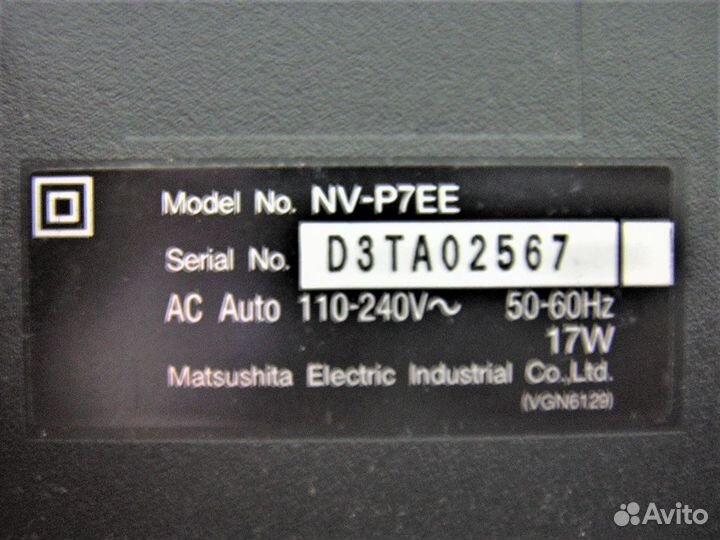 Model No. NV-P7EE
Serial No. D3TA02567
AC Auto 110-240V～ 50-60Hz
17W
Matsushita Electric Industrial Co.,Ltd.
(VGN6129)
Avito